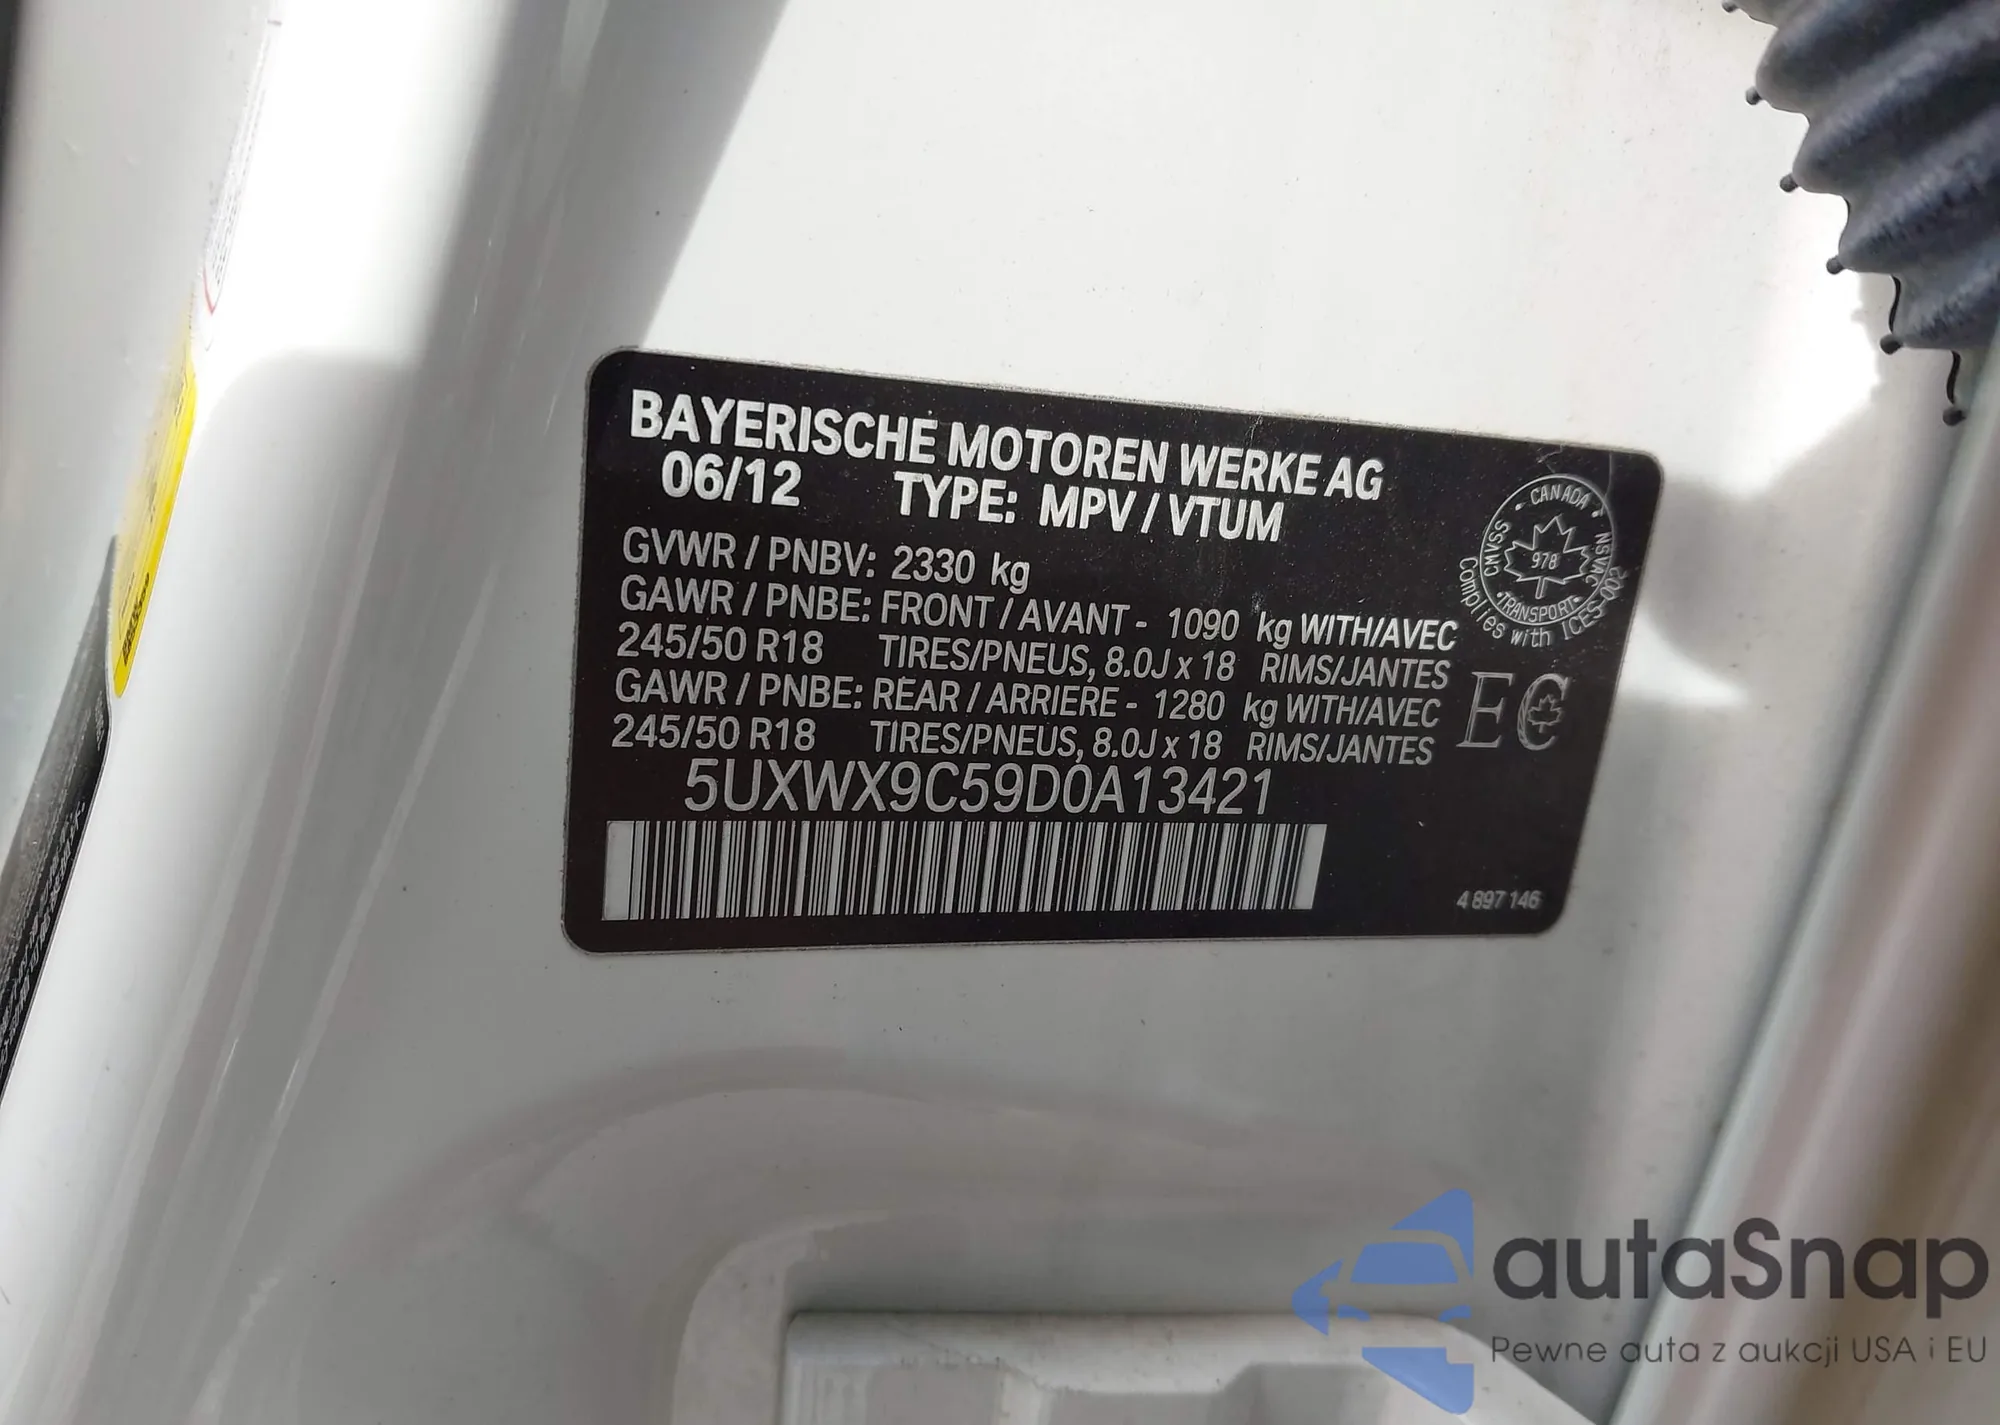 BAYERISCHE MOTOREN WERKE AG
06/12 TYPE: MPV / VTUM
GVWR / PNBV: 2330 kg
GAWR / PNBE: FRONT / AVANT - 1090 kg WITH/AVEC
245/50 R18 TIRES/PNEUS, 8.0J x 18 RIMS/JANTES
GAWR / PNBE: REAR / ARRIERE - 1280 kg WITH/AVEC
245/50 R18 TIRES/PNEUS, 8.0J x 18 RIMS/JANTES
5UXWX9C59D0A13421
4 897 146
CANADA
CMVSS NSVAC
978
TRANSPORT
Complies with ICES-002
EC
autaSnap
Pewne auta z aukcji USA i EU